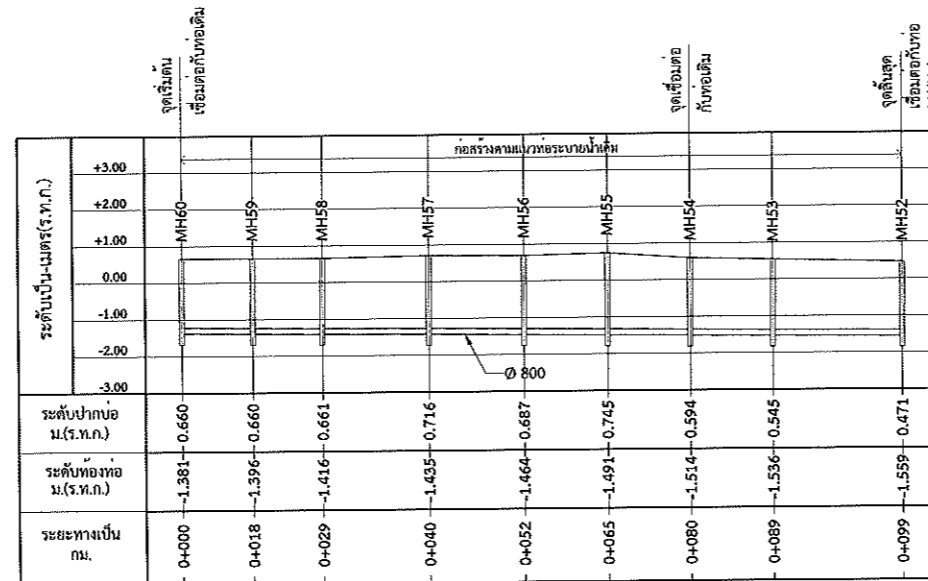 จุดเริ่มต้น
เชื่อมต่อกับท่อเดิม
จุดเชื่อมต่อ
กับท่อเดิม
จุดสิ้นสุด
เชื่อมต่อกับท่อ
ก่อสร้างตามแนวท่อระบายน้ำเดิม
ระดับเป็น-เมตร(ร.ท.ก.)
+3.00
+2.00
+1.00
0.00
-1.00
-2.00
-3.00
MH60
MH59
MH58
MH57
MH56
MH55
MH54
MH53
MH52
Ø 800
ระดับปากบ่อ
ม.(ร.ท.ก.)
0.660 0.660 0.661 0.716 0.687 0.745 0.594 0.545 0.471
ระดับท้องท่อ
ม.(ร.ท.ก.)
-1.381 -1.396 -1.416 -1.435 -1.464 -1.491 -1.514 -1.536 -1.559
ระยะทางเป็น
กม.
0+000 0+018 0+029 0+040 0+052 0+065 0+080 0+089 0+099